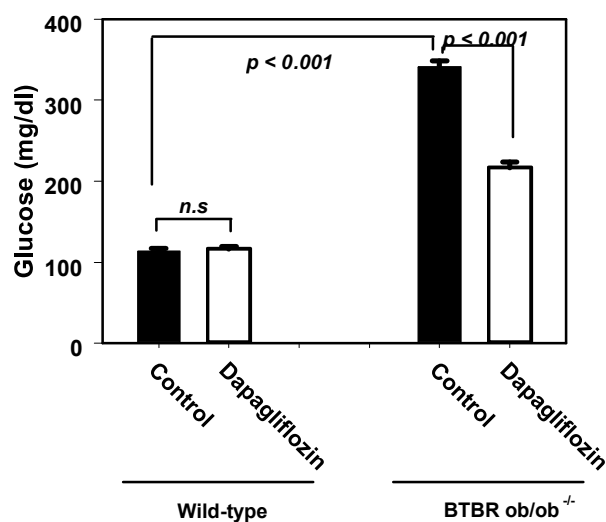 400
p < 0.001
p < 0.001
300
Glucose (mg/dl)
200
n.s
100
0
Control
Dapagliflozin
Control
Dapagliflozin
Wild-type
BTBR ob/ob -/-